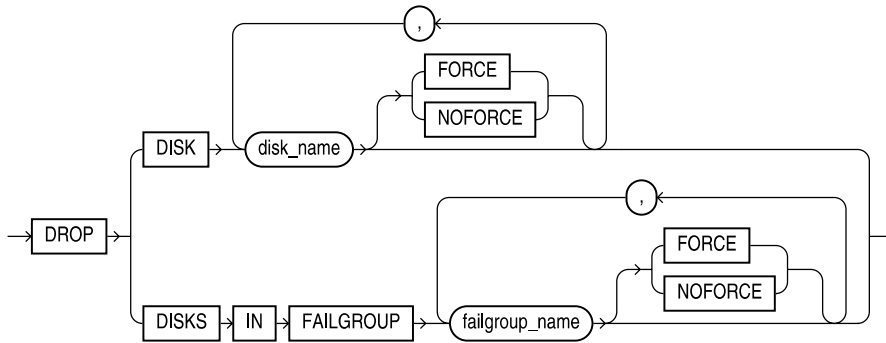 ,
FORCE
NOFORCE
DISK disk_name
,
DROP
FORCE
NOFORCE
DISKS IN FAILGROUP failgroup_name